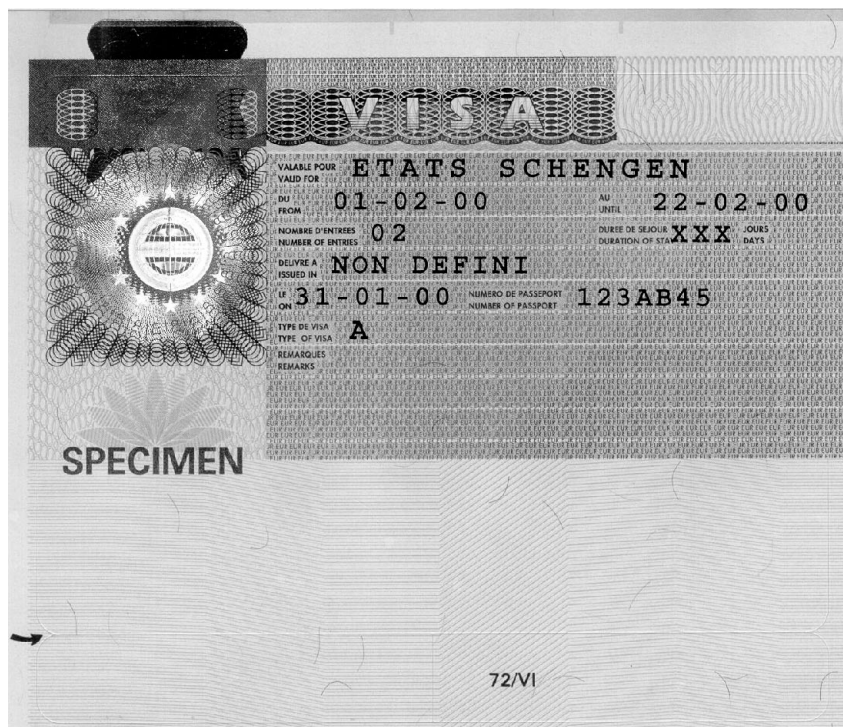 VISA
VALABLE POUR ETATS SCHENGEN
VALID FOR
DU 01-02-00 AU 22-02-00
FROM UNTIL
NOMBRE D'ENTREES 02 DUREE DE SEJOUR XXX JOURS
NUMBER OF ENTRIES DURATION OF STA DAYS
DELIVRE A NON DEFINI
ISSUED IN
LE 31-01-00 NUMERO DE PASSEPORT 123AB45
ON NUMBER OF PASSPORT
TYPE DE VISA A
TYPE OF VISA
REMARQUES
REMARKS
SPECIMEN
72/VI